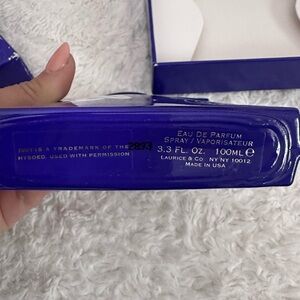 IS A TRADEMARK OF THE
USED WITH PERMISSION
EAU DE PARFUM
SPRAY / VAPORISATEUR
3.3 FL. OZ. 100ML ℮
LAURICE & CO NY NY 10012
MADE IN USA